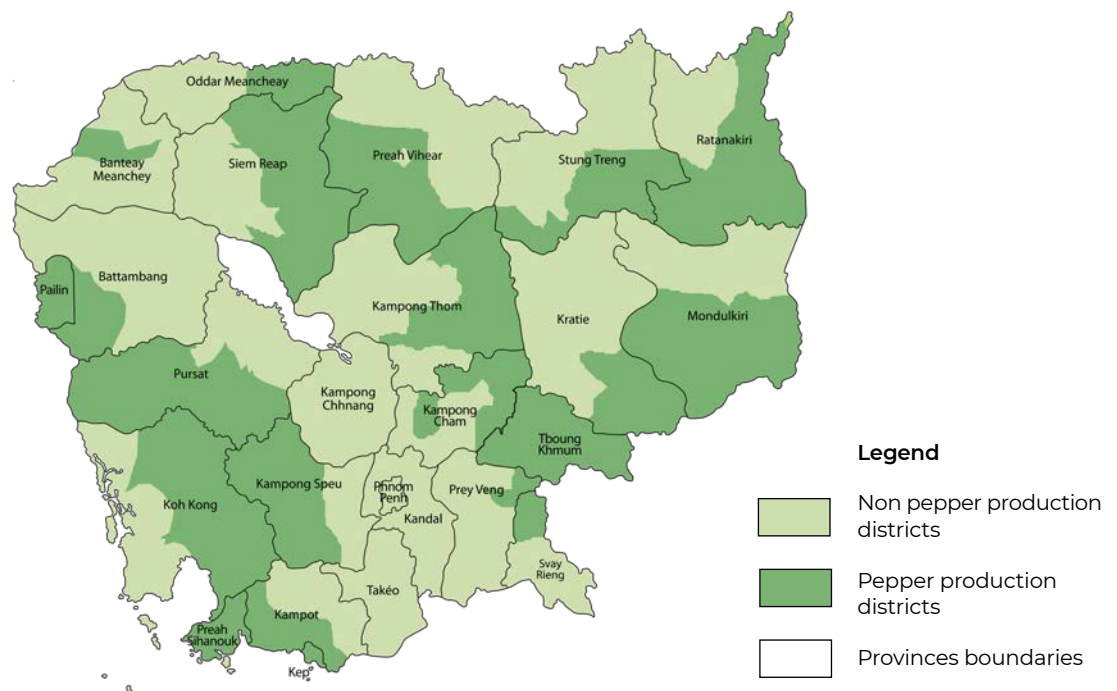 Oddar Meancheay
Ratanakiri
Banteay
Meanchey
Siem Reap
Preah Vihear
Stung Treng
Battambang
Pailin
Kampong Thom
Kratie
Mondulkiri
Pursat
Kampong
Chhnang
Kampong
Cham
Tboung
Khmum
Koh Kong
Kampong Speu
Phnom
Penh
Prey Veng
Kandal
Svay
Rieng
Takéo
Kampot
Preah
Sihanouk
Kep
Legend
Non pepper production
districts
Pepper production
districts
Provinces boundaries